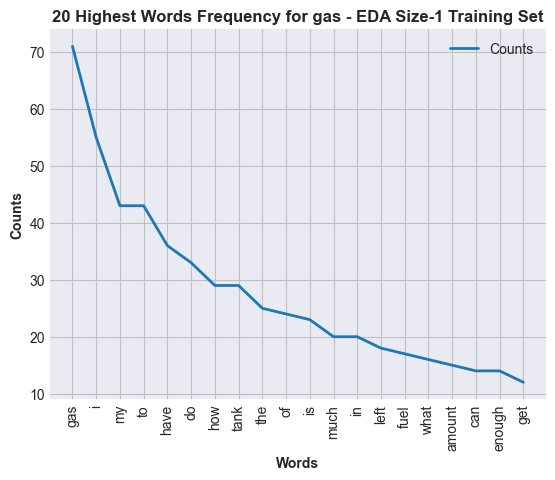 20 Highest Words Frequency for gas - EDA Size-1 Training Set
Counts
70
60
50
40
30
20
10
Counts
gas
i
my
to
have
do
how
tank
the
of
is
much
in
left
fuel
what
amount
can
enough
get
Words